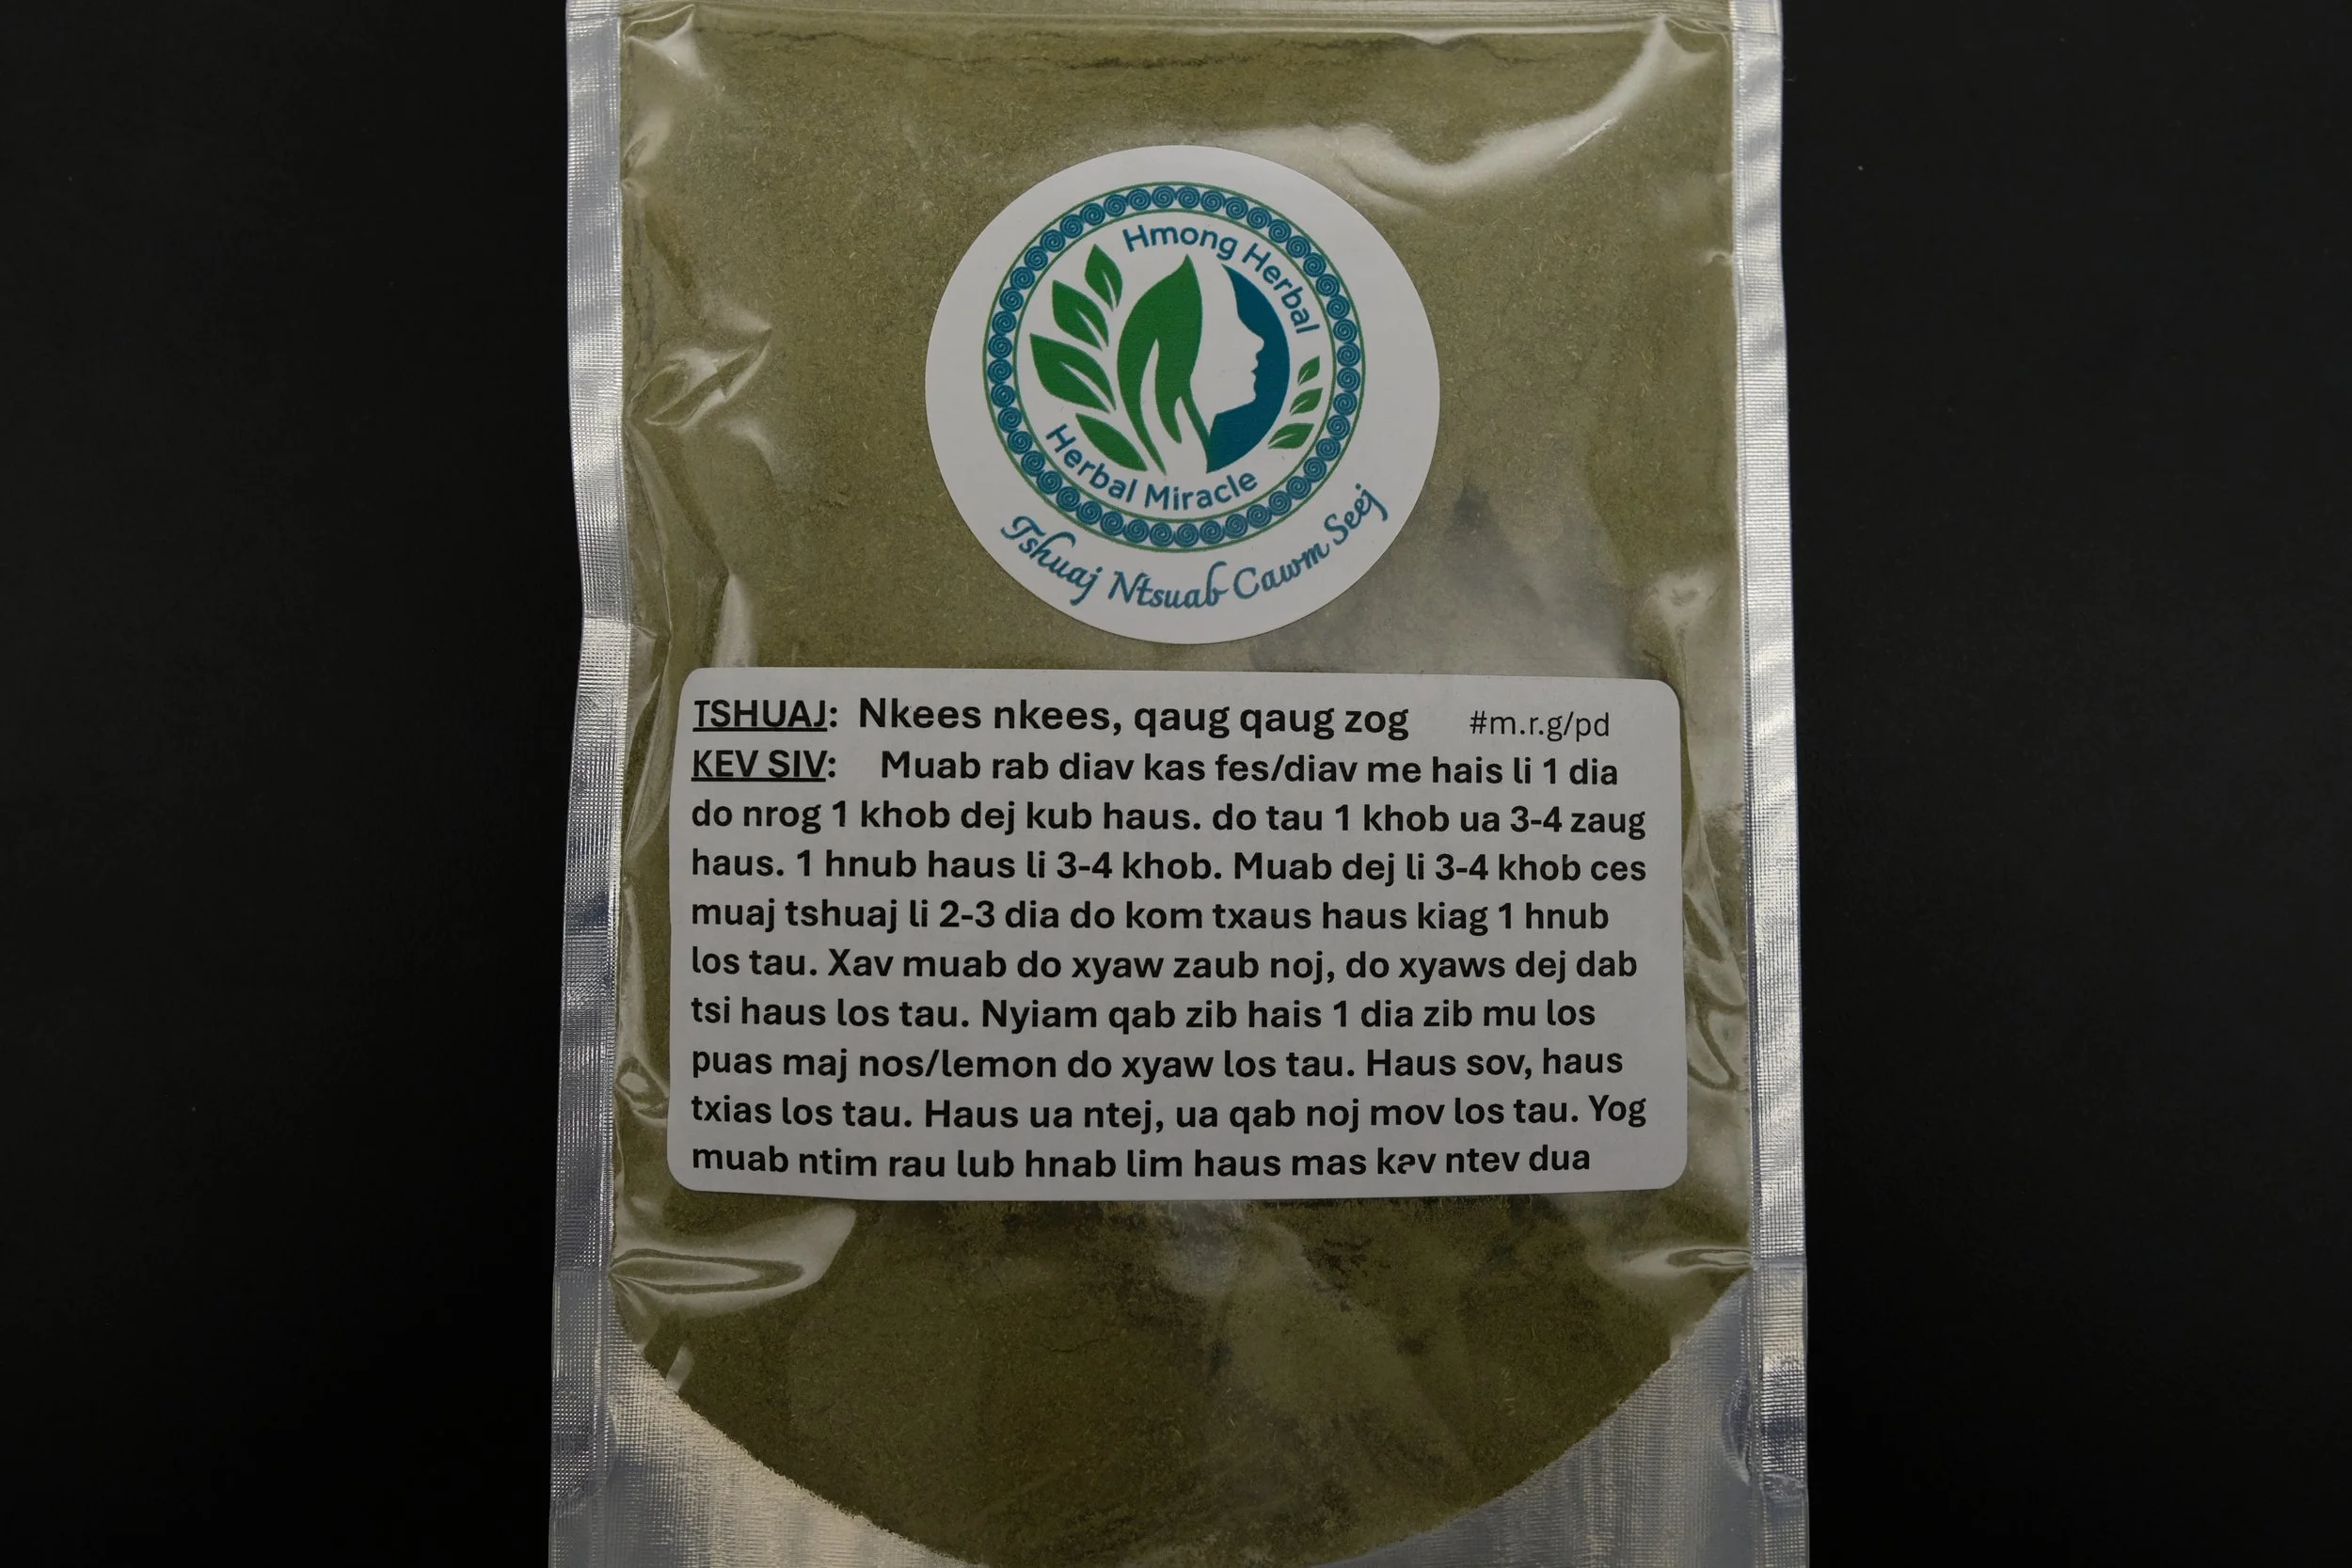 Hmong Herbal
Herbal Miracle
Tshuaj Ntsuab Cawm Seej
TSHUAJ: Nkees nkees, qaug qaug zog #m.r.g/pd
KEV SIV: Muab rab diav kas fes/diav me hais li 1 dia
do nrog 1 khob dej kub haus. do tau 1 khob ua 3-4 zaug
haus. 1 hnub haus li 3-4 khob. Muab dej li 3-4 khob ces
muaj tshuaj li 2-3 dia do kom txaus haus kiag 1 hnub
los tau. Xav muab do xyaw zaub noj, do xyaws dej dab
tsi haus los tau. Nyiam qab zib hais 1 dia zib mu los
puas maj nos/lemon do xyaw los tau. Haus sov, haus
txias los tau. Haus ua ntej, ua qab noj mov los tau. Yog
muab ntim rau lub hnab lim haus mas kev ntev dua